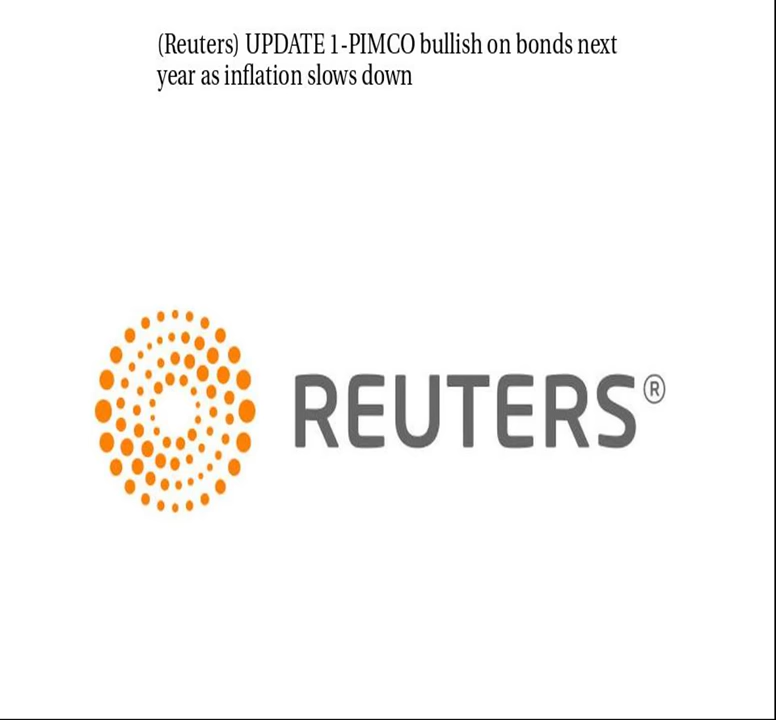 (Reuters) UPDATE 1-PIMCO bullish on bonds next
year as inflation slows down
REUTERS®